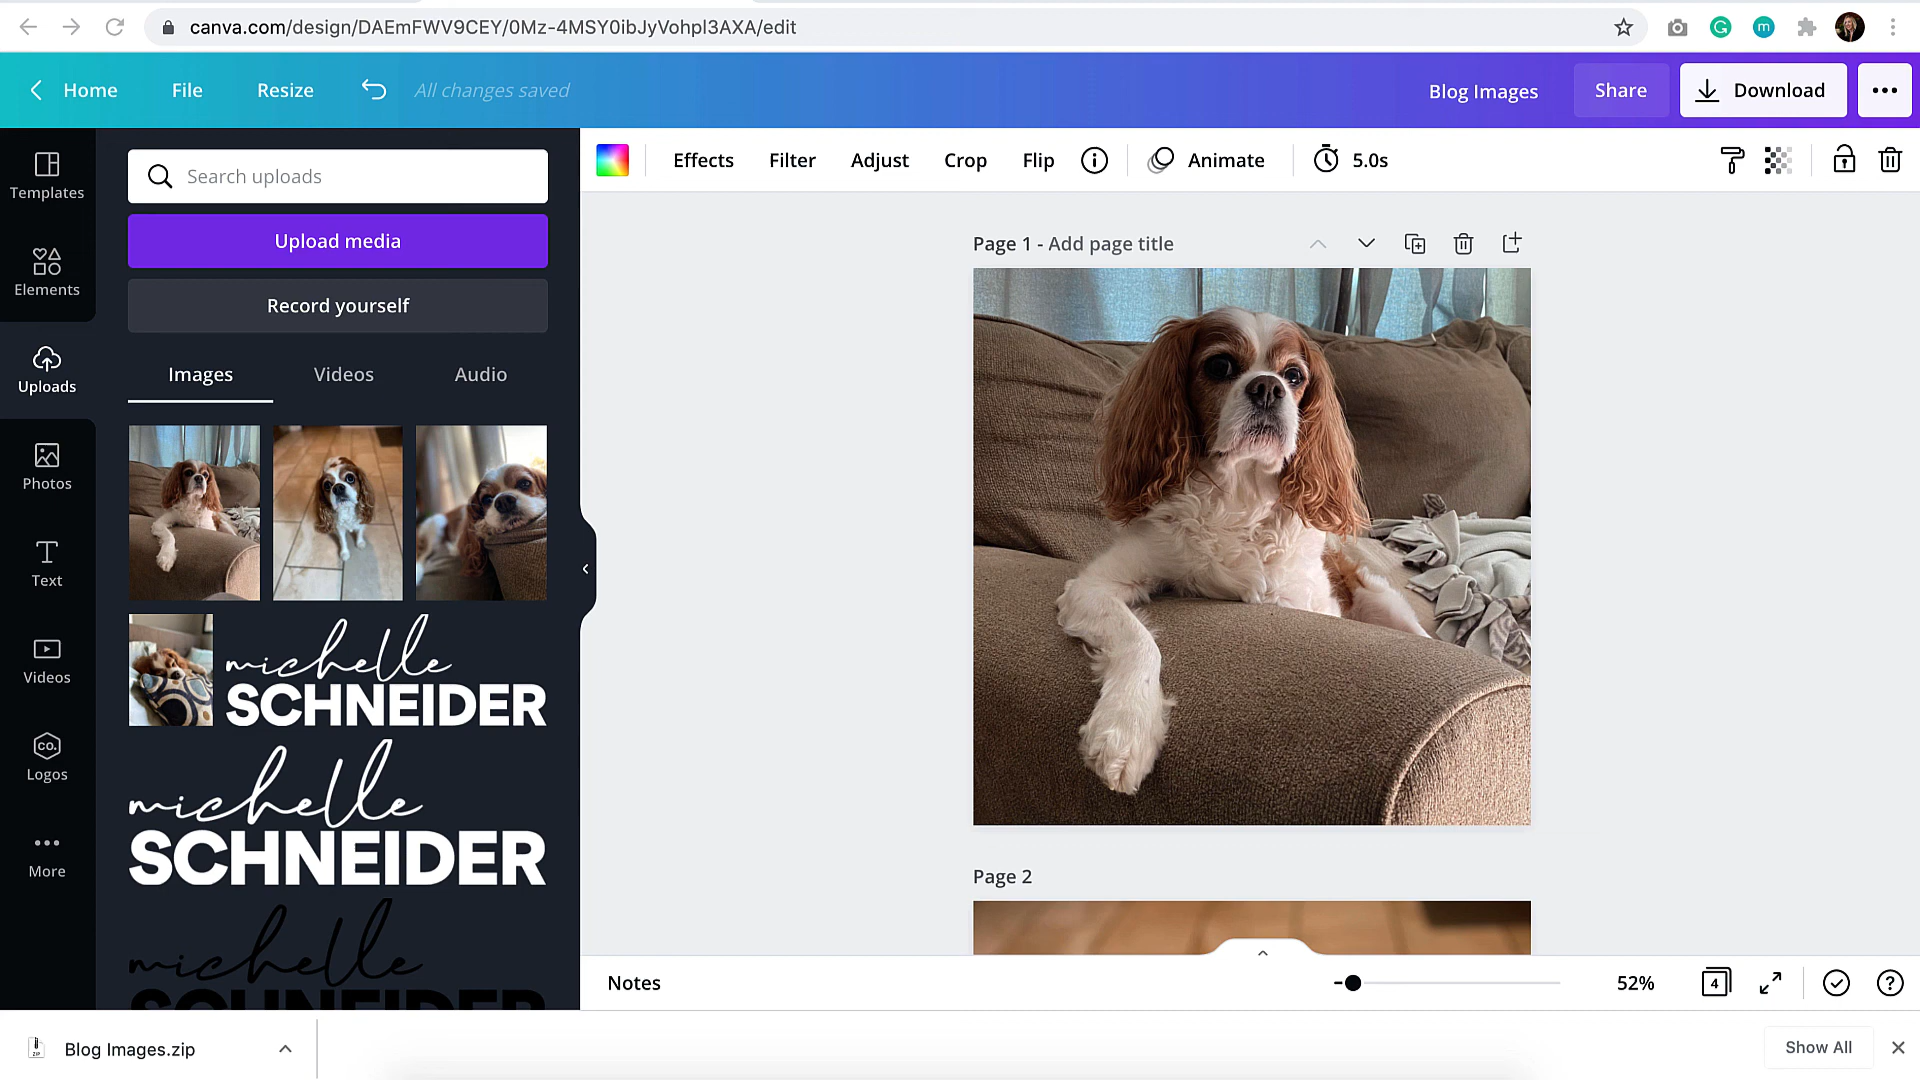 canva.com/design/DAEmFWV9CEY/0Mz-4MSY0ibJyVohpl3AXA/edit
Home File Resize All changes saved Blog Images Share Download
Templates
Elements
Uploads
Photos
Text
Videos
Logos
More
Search uploads
Upload media
Record yourself
Images Videos Audio
michelle
SCHNEIDER
michelle
SCHNEIDER
michelle
SCHNEIDER
Effects Filter Adjust Crop Flip Animate 5.0s
Page 1 - Add page title
Page 2
Notes 52% 4
Blog Images.zip Show All